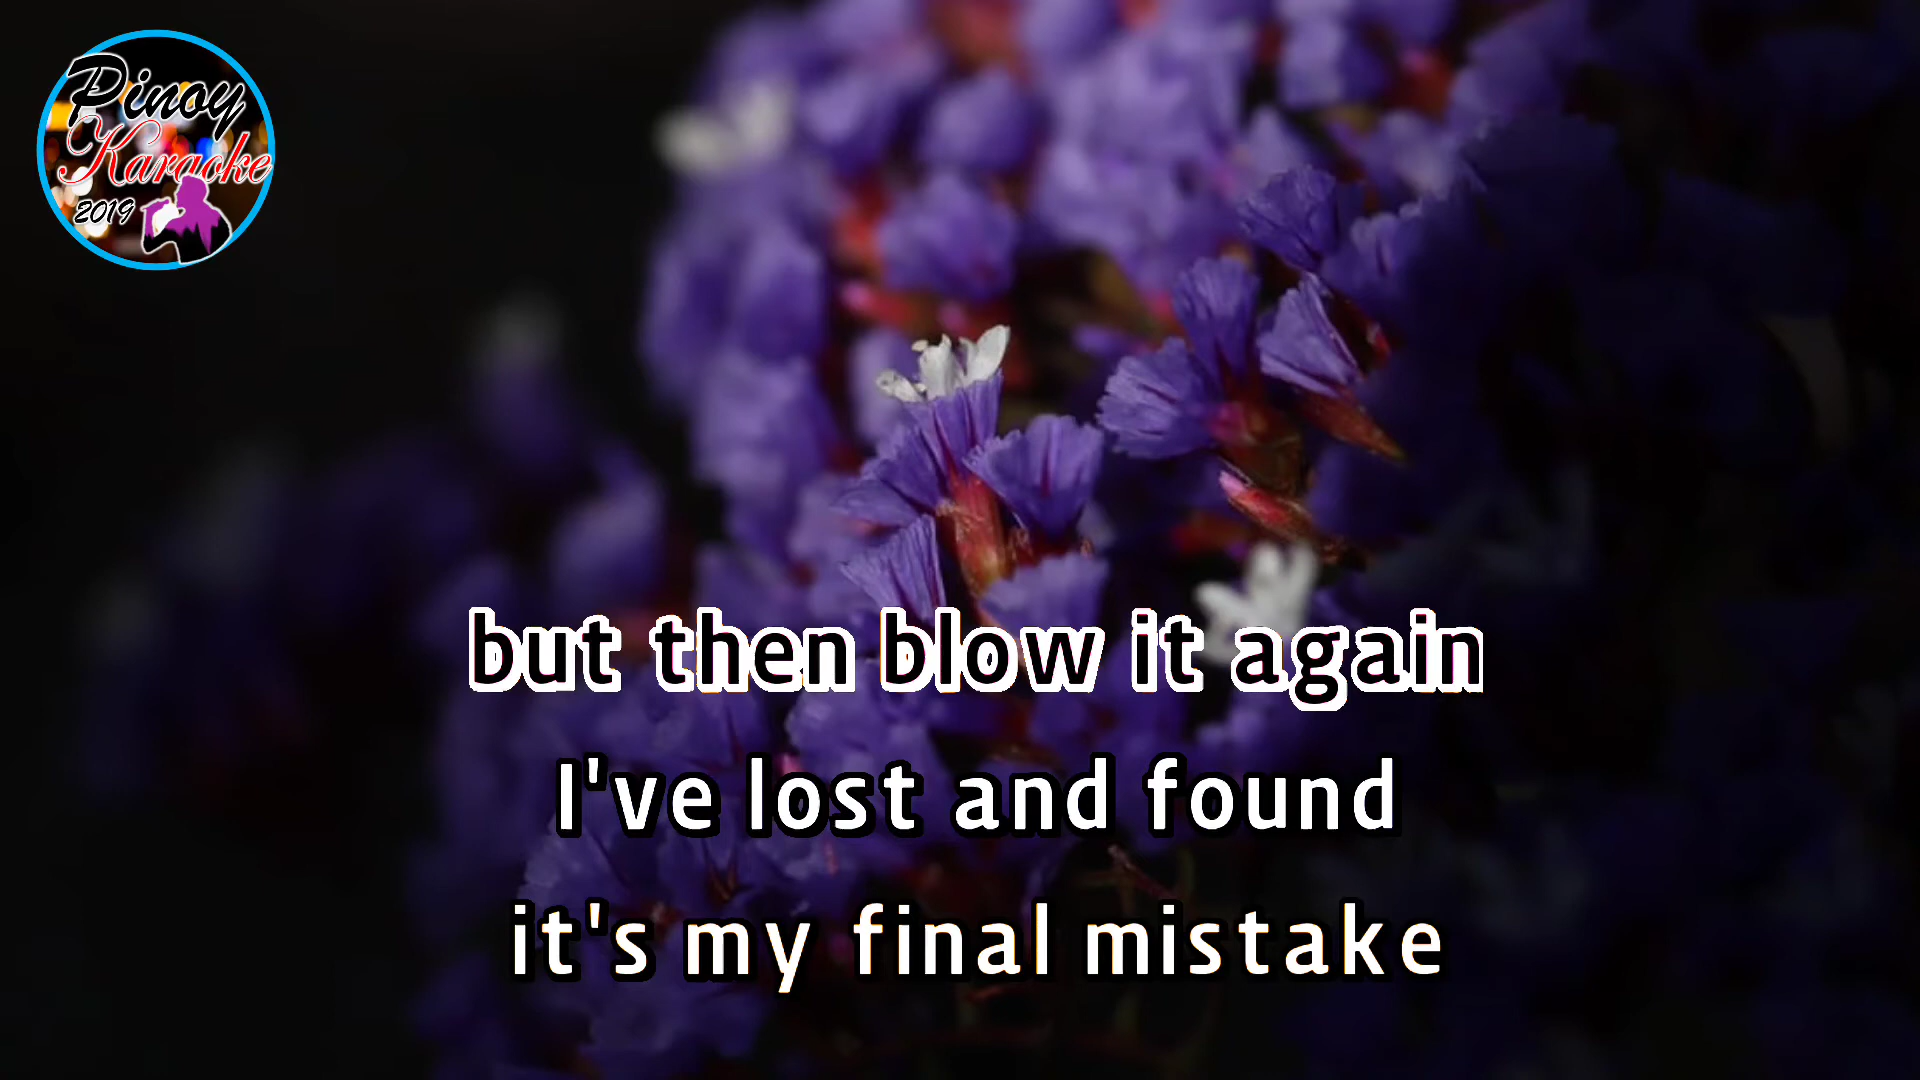 Pinoy
Karaoke
2019
but then blow it again
I've lost and found
it's my final mistake